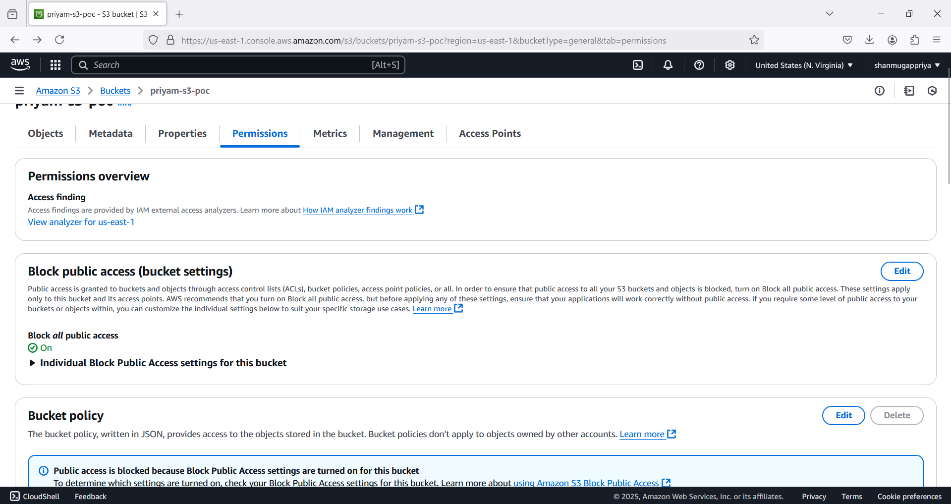 priyam-s3-poc - S3 bucket | S3 |
https://us-east-1.console.aws.amazon.com/s3/buckets/priyam-s3-poc?region=us-east-1&bucketType=general&tab=permissions
aws
Search [Alt+S]
United States (N. Virginia)
shanmugappriya
Amazon S3 > Buckets > priyam-s3-poc
priyam-s3-poc Info
Objects
Metadata
Properties
Permissions
Metrics
Management
Access Points
Permissions overview
Access finding
Access findings are provided by IAM external access analyzers. Learn more about How IAM analyzer findings work
View analyzer for us-east-1
Block public access (bucket settings)
Edit
Public access is granted to buckets and objects through access control lists (ACLs), bucket policies, access point policies, or all. In order to ensure that public access to all your S3 buckets and objects is blocked, turn on Block all public access. These settings apply
only to this bucket and its access points. AWS recommends that you turn on Block all public access, but before applying any of these settings, ensure that your applications will work correctly without public access. If you require some level of public access to your
buckets or objects within, you can customize the individual settings below to suit your specific storage use cases. Learn more
Block all public access
On
Individual Block Public Access settings for this bucket
Bucket policy
Edit
Delete
The bucket policy, written in JSON, provides access to the objects stored in the bucket. Bucket policies don't apply to objects owned by other accounts. Learn more
Public access is blocked because Block Public Access settings are turned on for this bucket
To determine which settings are turned on, check your Block Public Access settings for this bucket. Learn more about using Amazon S3 Block Public Access
CloudShell
Feedback
© 2025, Amazon Web Services, Inc. or its affiliates.
Privacy
Terms
Cookie preferences